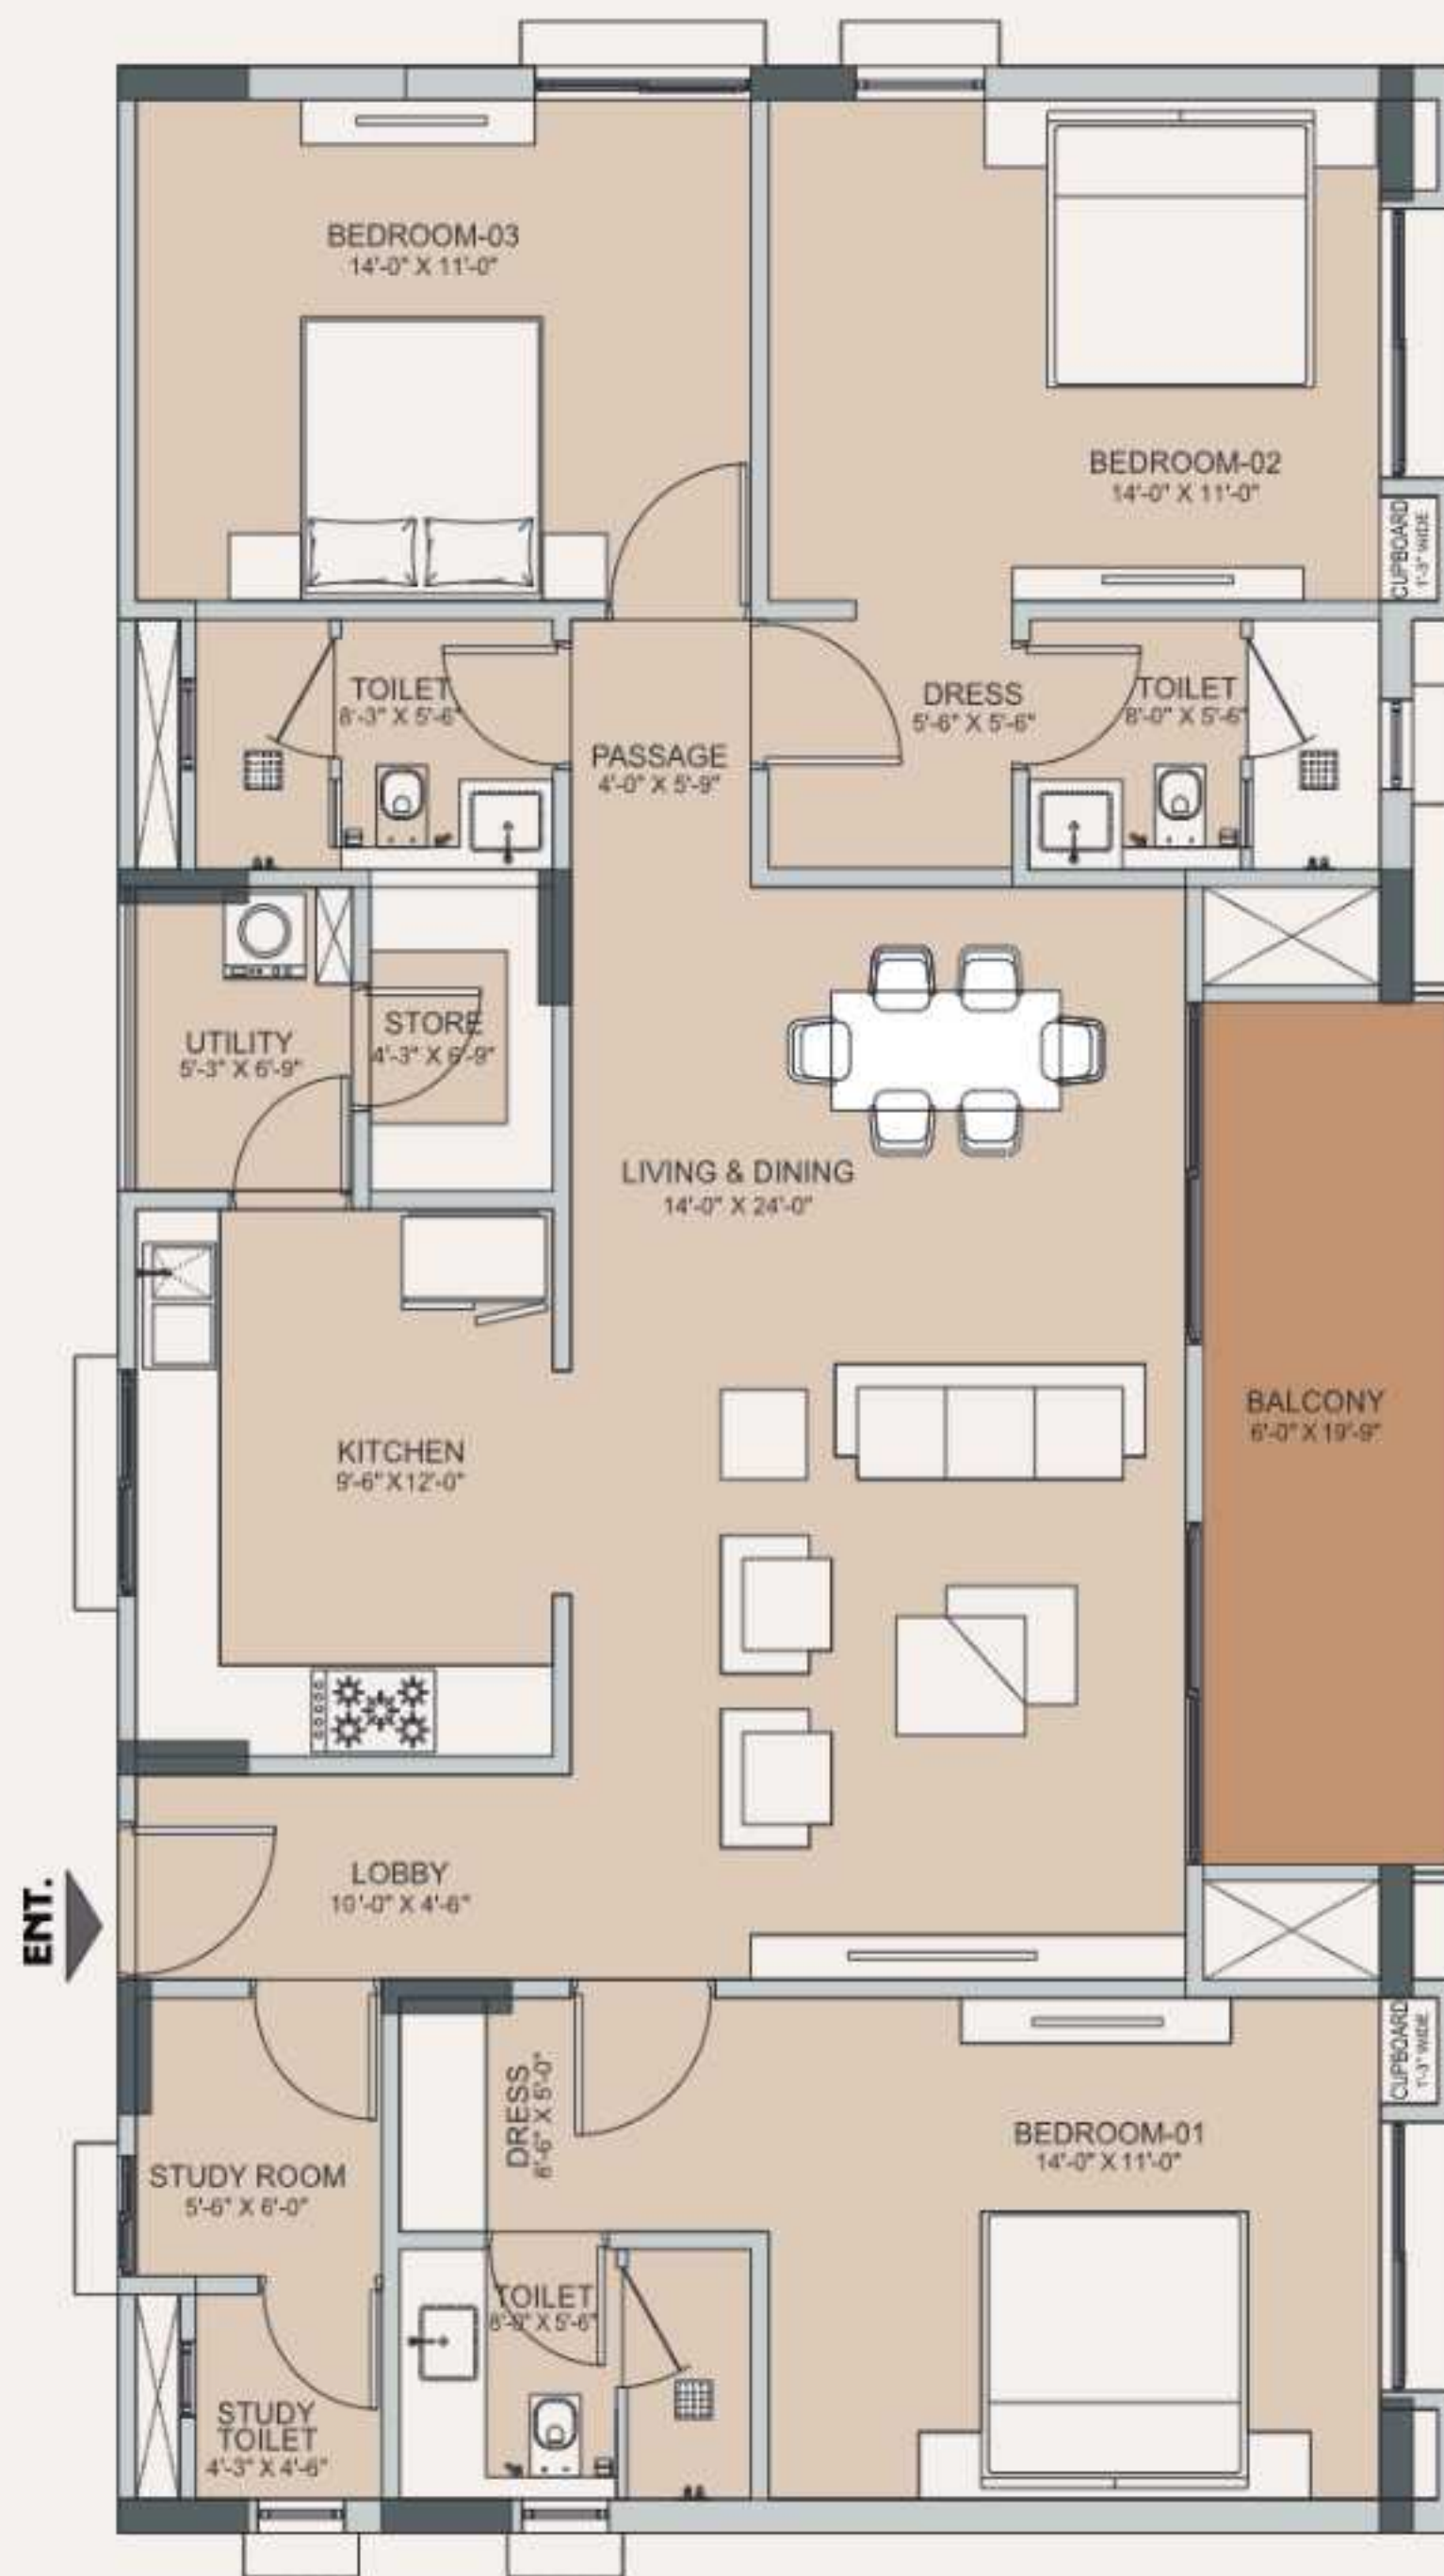 BEDROOM-03
14'-0" X 11'-0"
BEDROOM-02
14'-0" X 11'-0"
CUPBOARD
1'-3" WIDE
TOILET
8'-3" X 5'-6"
DRESS
5'-6" X 5'-6"
TOILET
8'-0" X 5'-6"
PASSAGE
4'-0" X 5'-9"
STORE
4'-3" X 6'-9"
UTILITY
5'-3" X 6'-9"
LIVING & DINING
14'-0" X 24'-0"
BALCONY
6'-0" X 19'-9"
KITCHEN
9'-6" X 12'-0"
ENT.
LOBBY
10'-0" X 4'-6"
CUPBOARD
1'-3" WIDE
DRESS
X 5'-0"
BEDROOM-01
14'-0" X 11'-0"
STUDY ROOM
5'-6" X 6'-0"
TOILET
X 5'-6"
STUDY
TOILET
4'-3" X 4'-6"